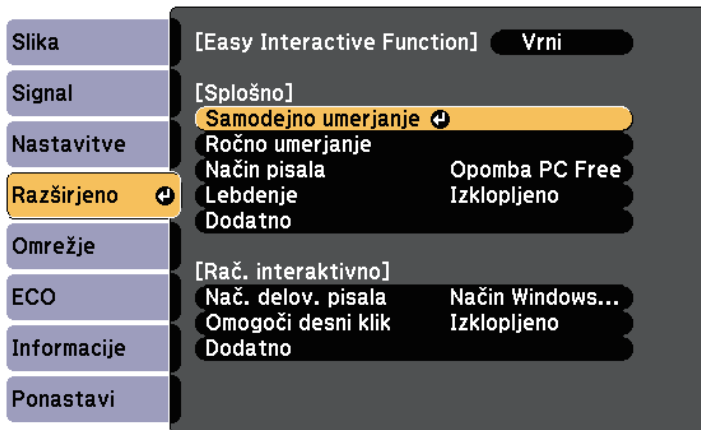 Slika
Signal
Nastavitve
Razširjeno
Omrežje
ECO
Informacije
Ponastavi
[Easy Interactive Function] Vrni
[Splošno]
Samodejno umerjanje
Ročno umerjanje
Način pisala Opomba PC Free
Lebdenje Izklopljeno
Dodatno
[Rač. interaktivno]
Nač. delov. pisala Način Windows...
Omogoči desni klik Izklopljeno
Dodatno